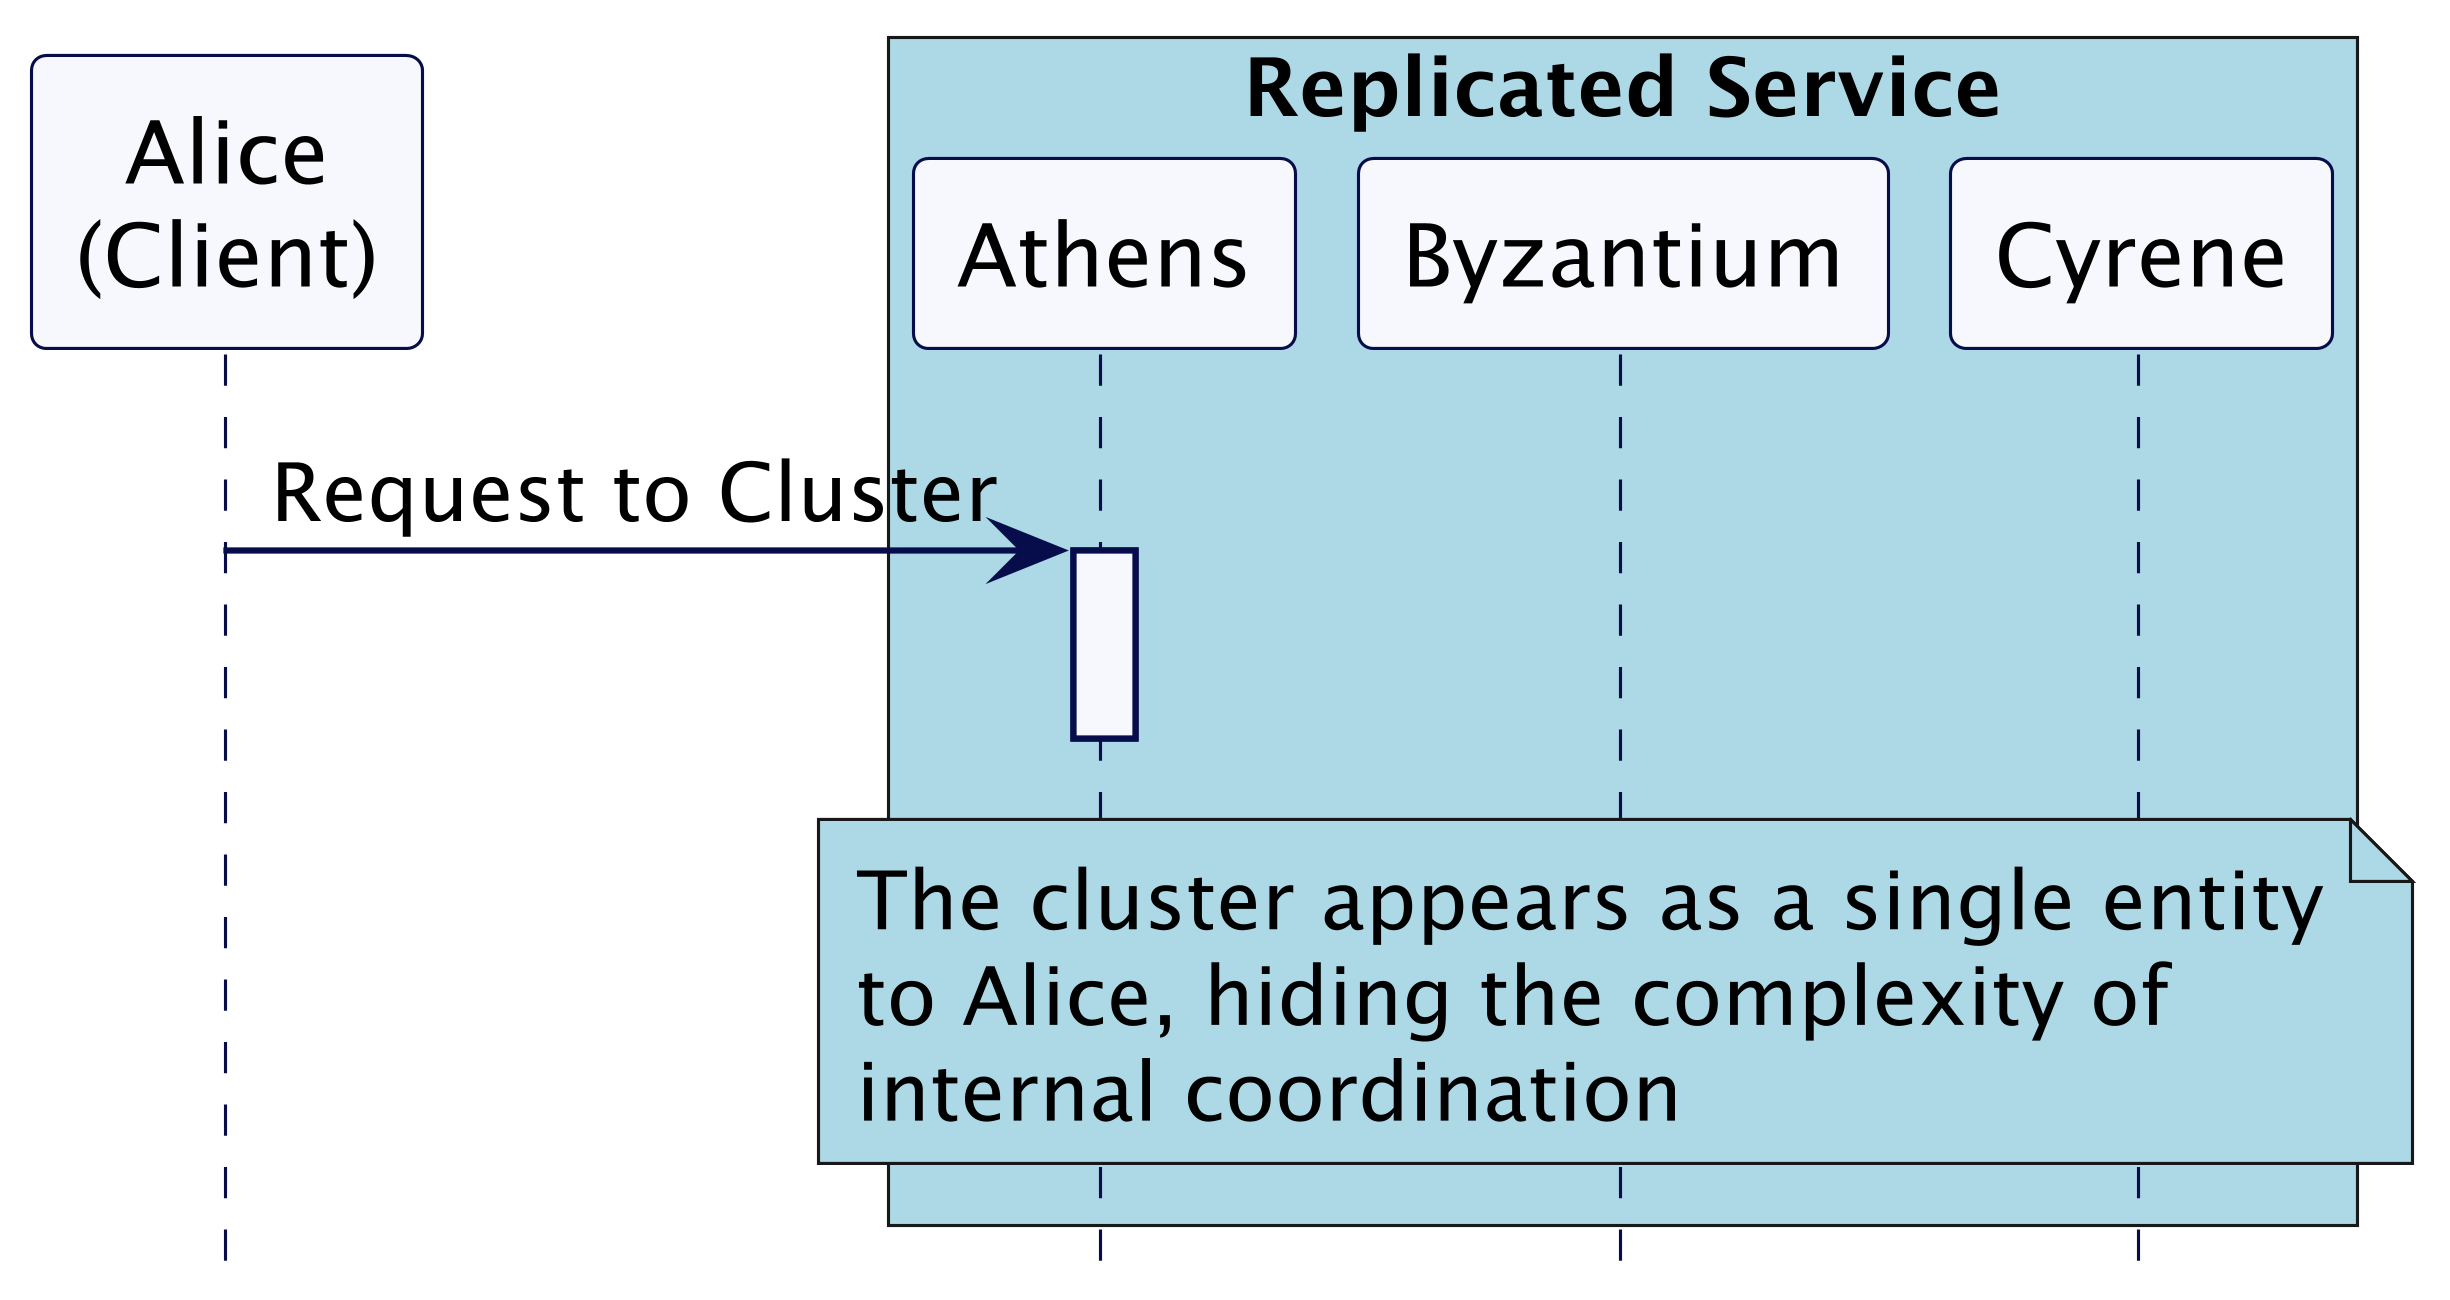 Replicated Service
Alice
(Client)
Athens
Byzantium
Cyrene
Request to Cluster
The cluster appears as a single entity
to Alice, hiding the complexity of
internal coordination